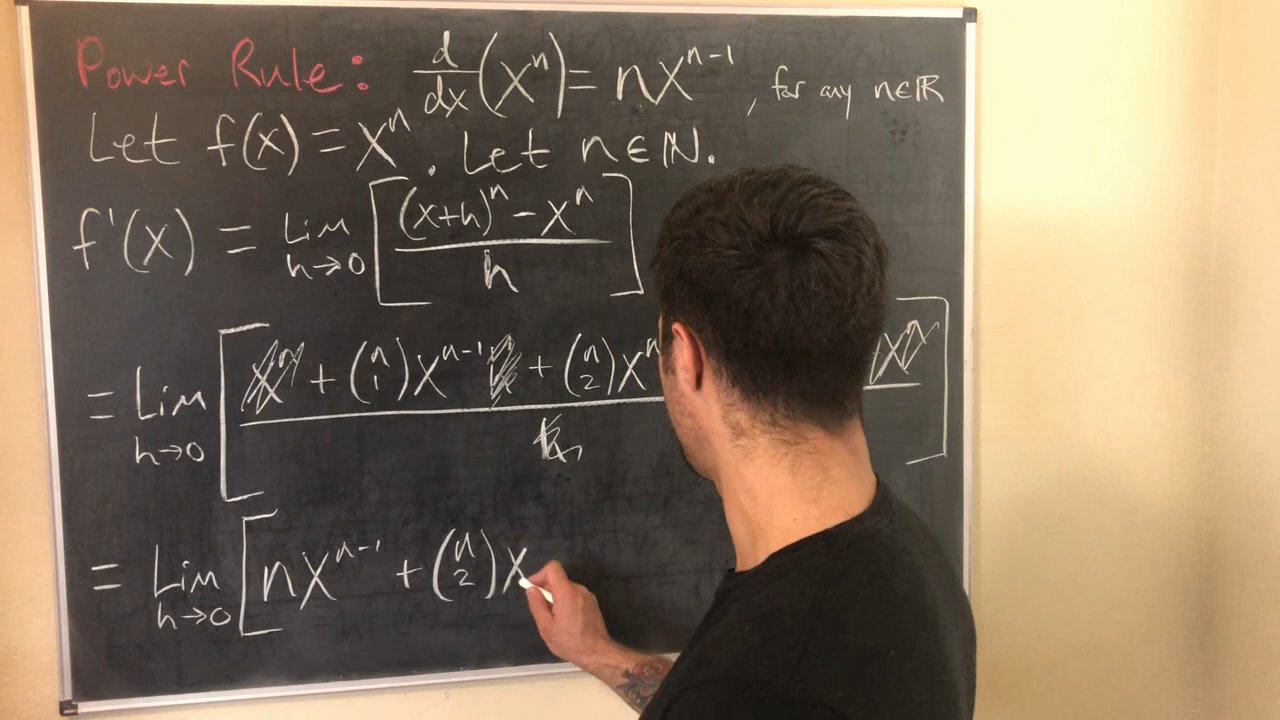 Power Rule: d/dx (x^n) = nx^{n-1}, for any n∈ℝ
Let f(x) = x^n. Let n∈ℕ.
f'(x) = Lim h→0 [((x+h)^n - x^n)/h]
= Lim h→0 [(x^n + (n 1)x^{n-1}h + (n 2)x^n x^n)/h]
= Lim h→0 [nx^{n-1} + (n 2)x